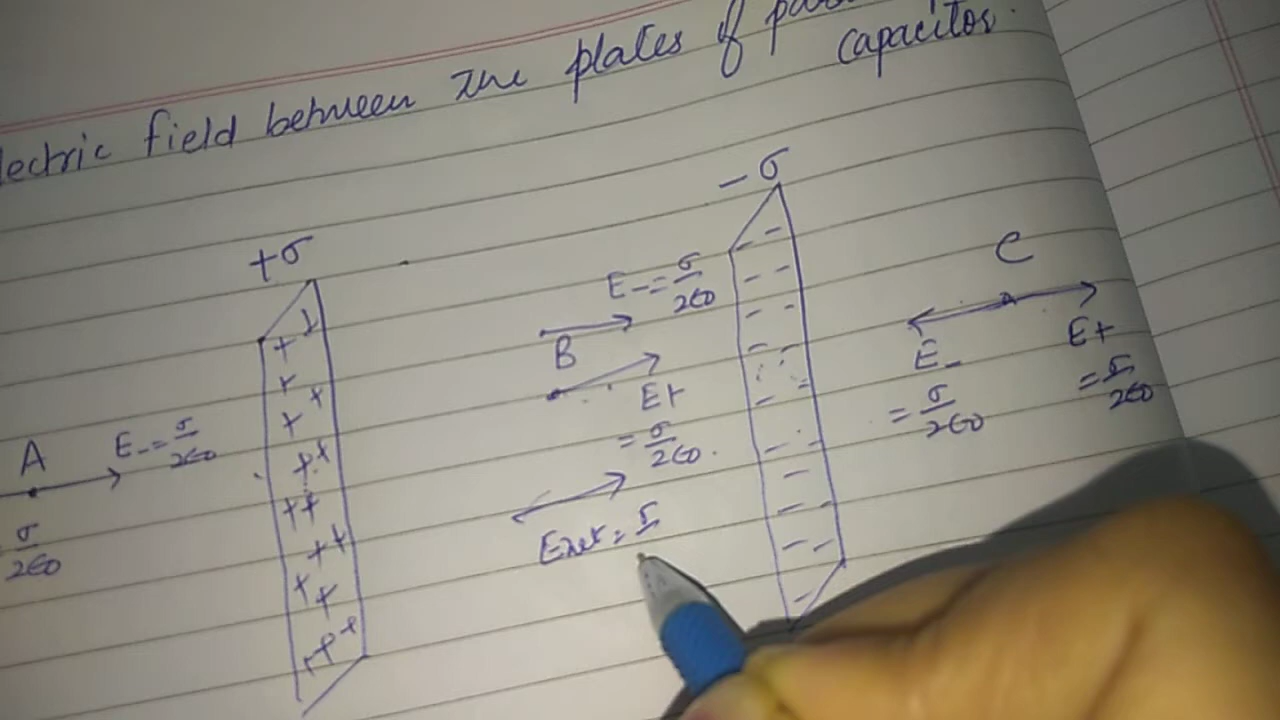 lectric field between the plates of
capacitor.
+σ
-σ
A
E- = σ/2ϵ0
σ/2ϵ0
E- = σ/2ϵ0
B
E+
= σ/2ϵ0.
Enet = σ
C
E-
= σ/2ϵ0
E+
= σ/2ϵ0